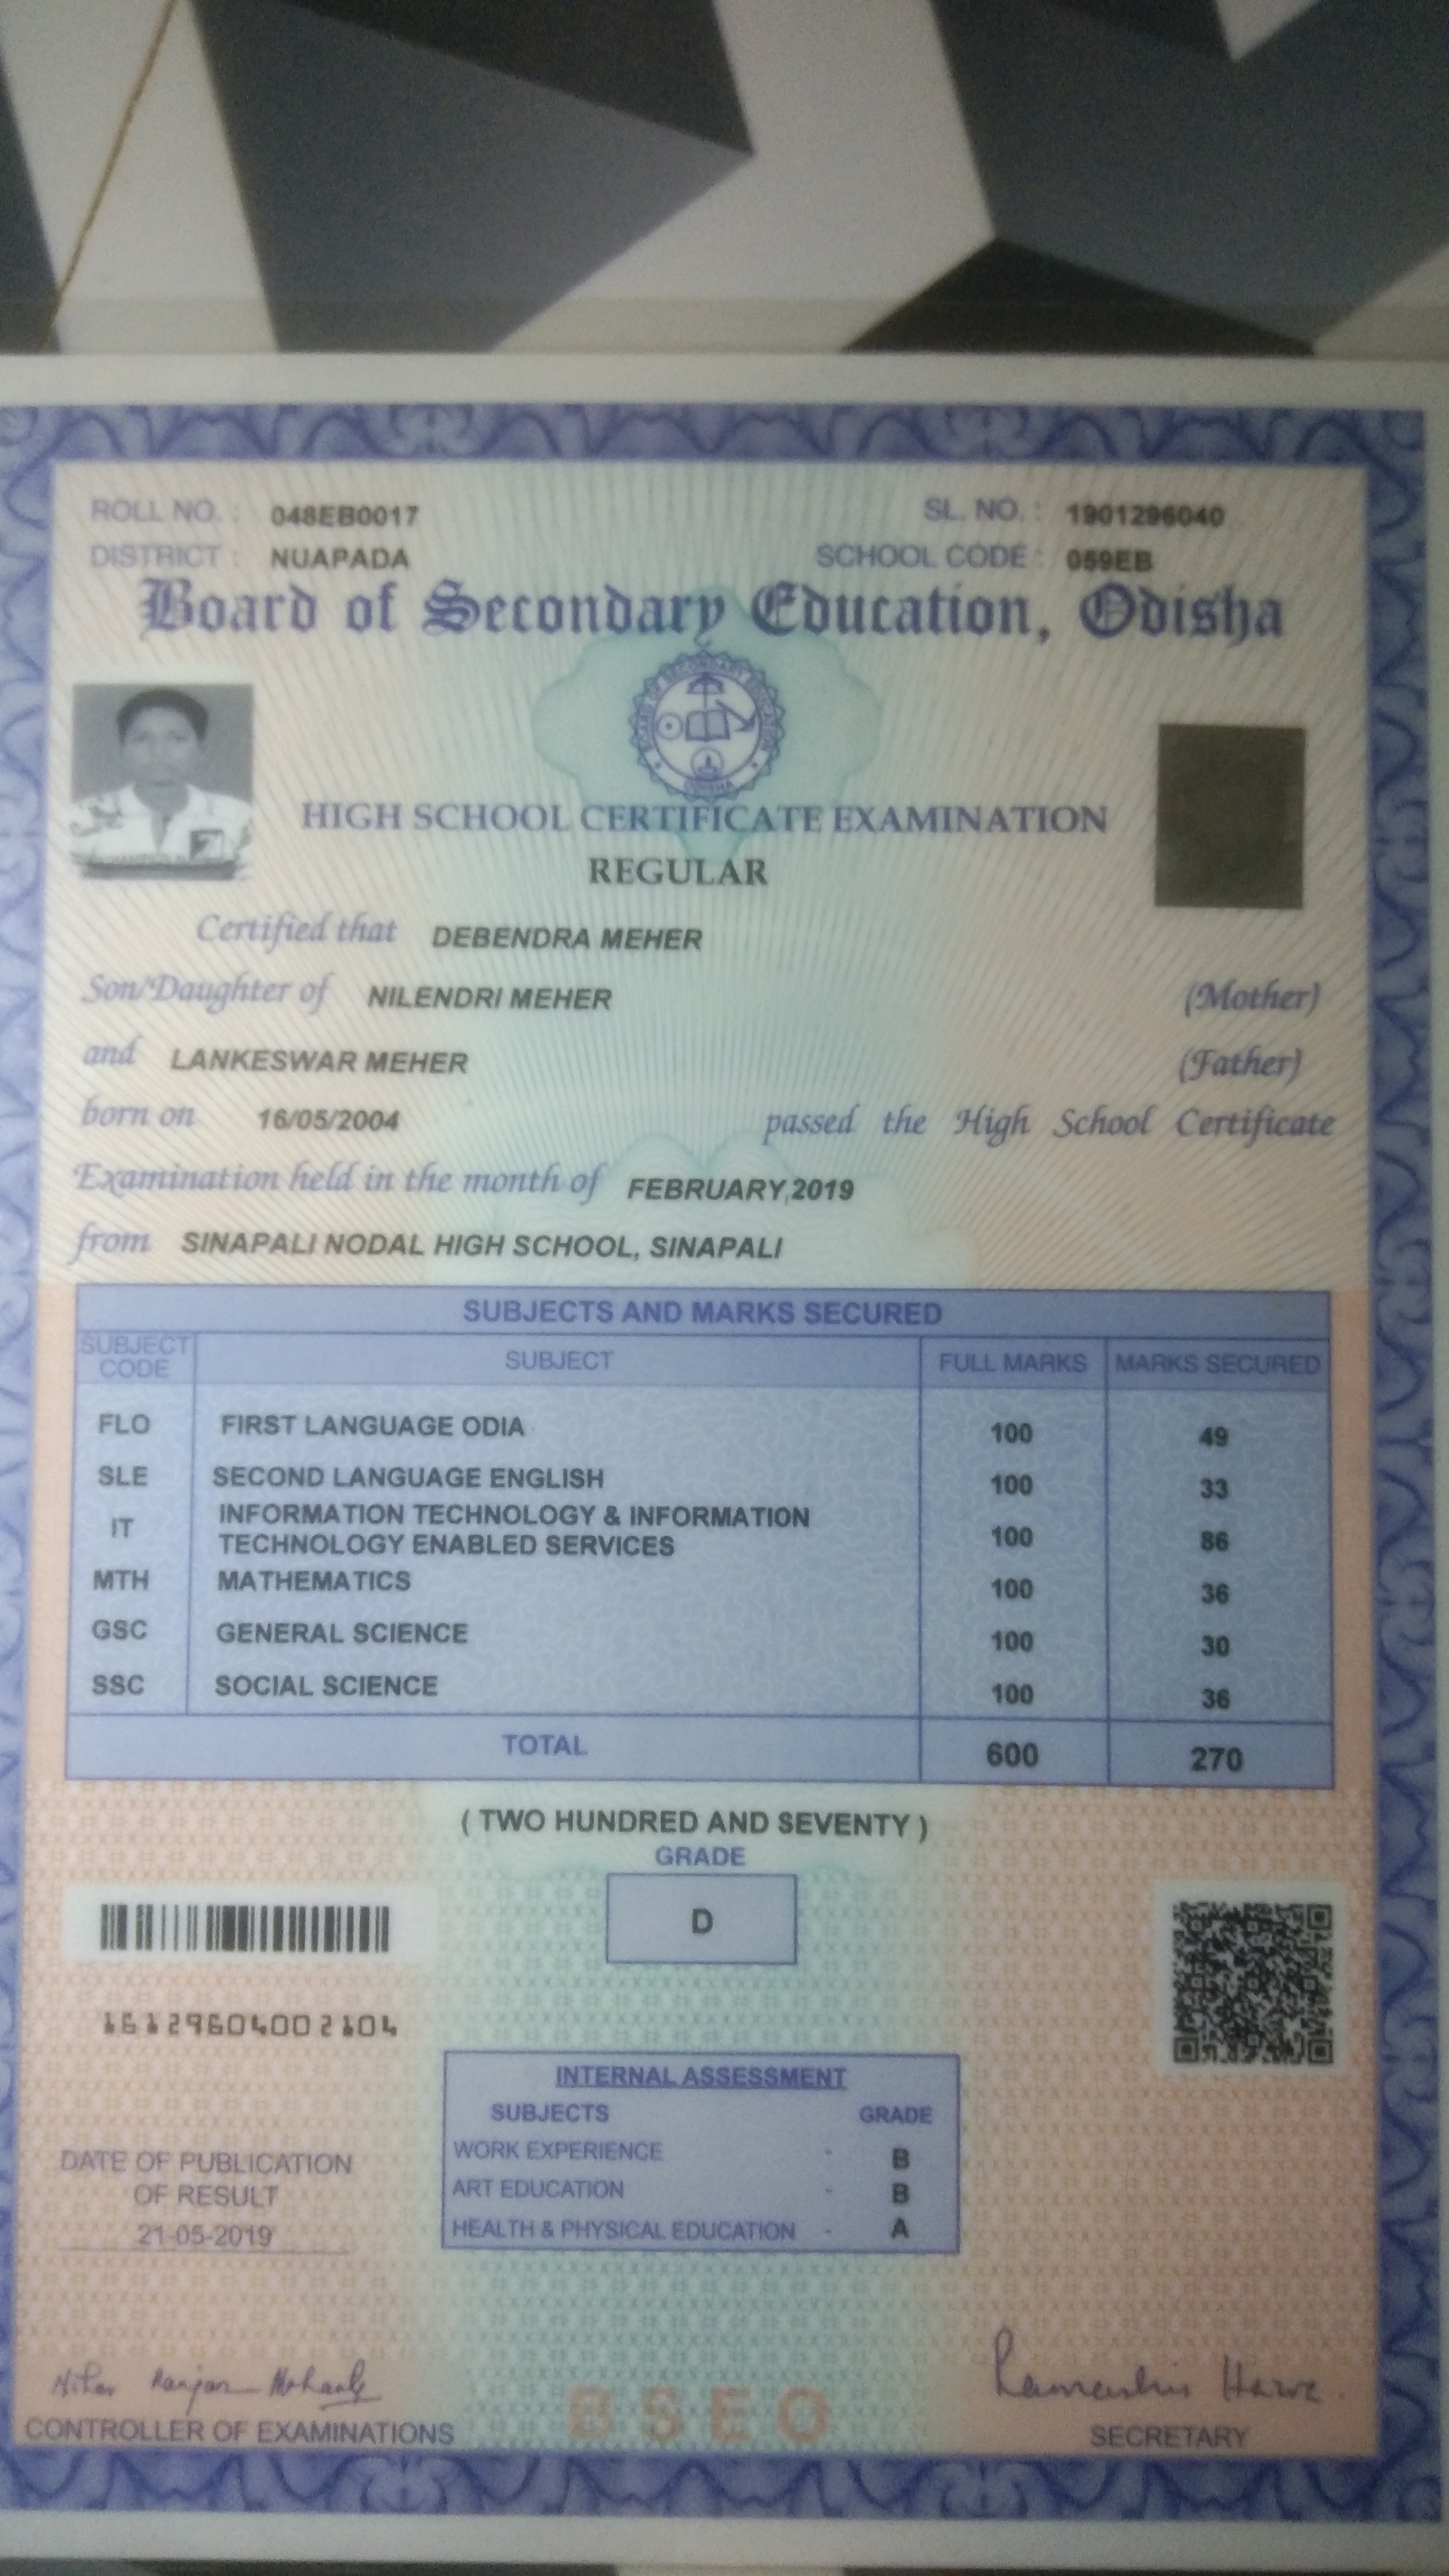 ROLL NO. : 048EB0017 SL. NO. : 1901296040
DISTRICT : NUAPADA SCHOOL CODE : 059EB
Board of Secondary Education, Odisha
BOARD OF SECONDARY EDUCATION
ODISHA
HIGH SCHOOL CERTIFICATE EXAMINATION
REGULAR
Certified that DEBENDRA MEHER
Son/Daughter of NILENDRI MEHER (Mother)
and LANKESWAR MEHER (Father)
born on 16/05/2004 passed the High School Certificate
Examination held in the month of FEBRUARY,2019
from SINAPALI NODAL HIGH SCHOOL, SINAPALI
SUBJECTS AND MARKS SECURED
SUBJECT CODE SUBJECT FULL MARKS MARKS SECURED
FLO FIRST LANGUAGE ODIA 100 49
SLE SECOND LANGUAGE ENGLISH 100 33
IT INFORMATION TECHNOLOGY & INFORMATION TECHNOLOGY ENABLED SERVICES 100 86
MTH MATHEMATICS 100 36
GSC GENERAL SCIENCE 100 30
SSC SOCIAL SCIENCE 100 36
TOTAL 600 270
( TWO HUNDRED AND SEVENTY )
GRADE
D
16129604002104
INTERNAL ASSESSMENT
SUBJECTS GRADE
WORK EXPERIENCE - B
ART EDUCATION - B
HEALTH & PHYSICAL EDUCATION - A
DATE OF PUBLICATION
OF RESULT
21-05-2019
BSEO
CONTROLLER OF EXAMINATIONS SECRETARY